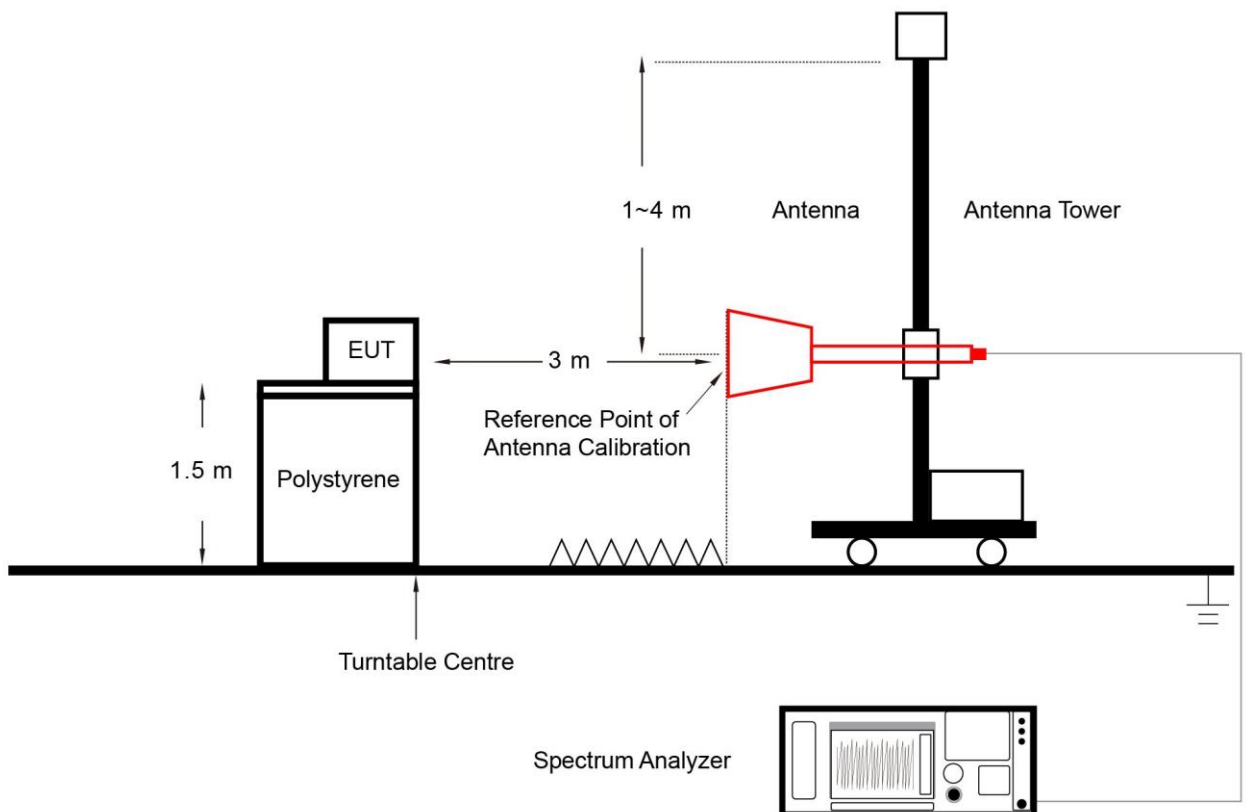 1~4 m
Antenna
Antenna Tower
EUT
3 m
Reference Point of
Antenna Calibration
1.5 m
Polystyrene
Turntable Centre
Spectrum Analyzer